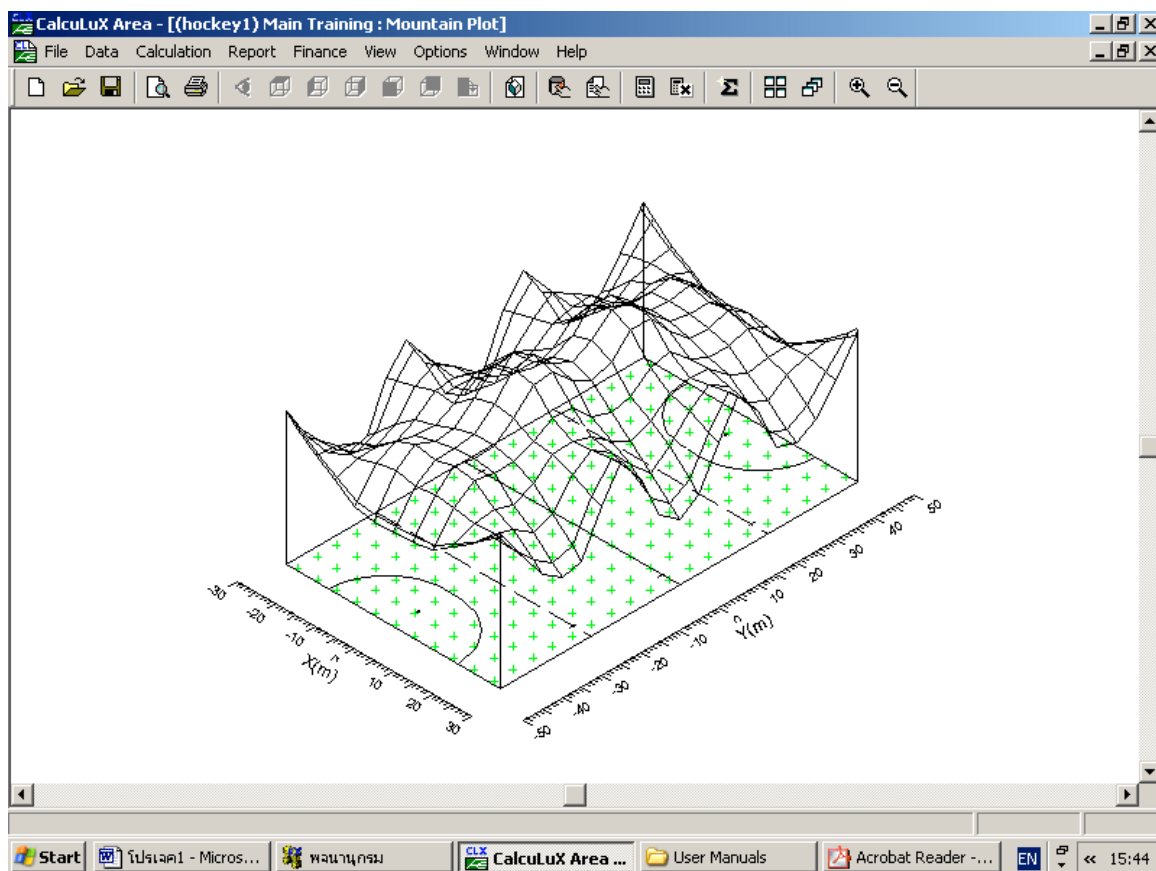 CalcuLuX Area - [(hockey1) Main Training : Mountain Plot]
File Data Calculation Report Finance View Options Window Help
-30 -20 -10 0 10 20 30
X(m)
-50 -40 -30 -20 -10 0 10 20 30 40 50
Y(m)
Start โปรเจค1 - Micros... พจนานุกรม CLX CalcuLuX Area ... User Manuals Acrobat Reader -... EN « 15:44